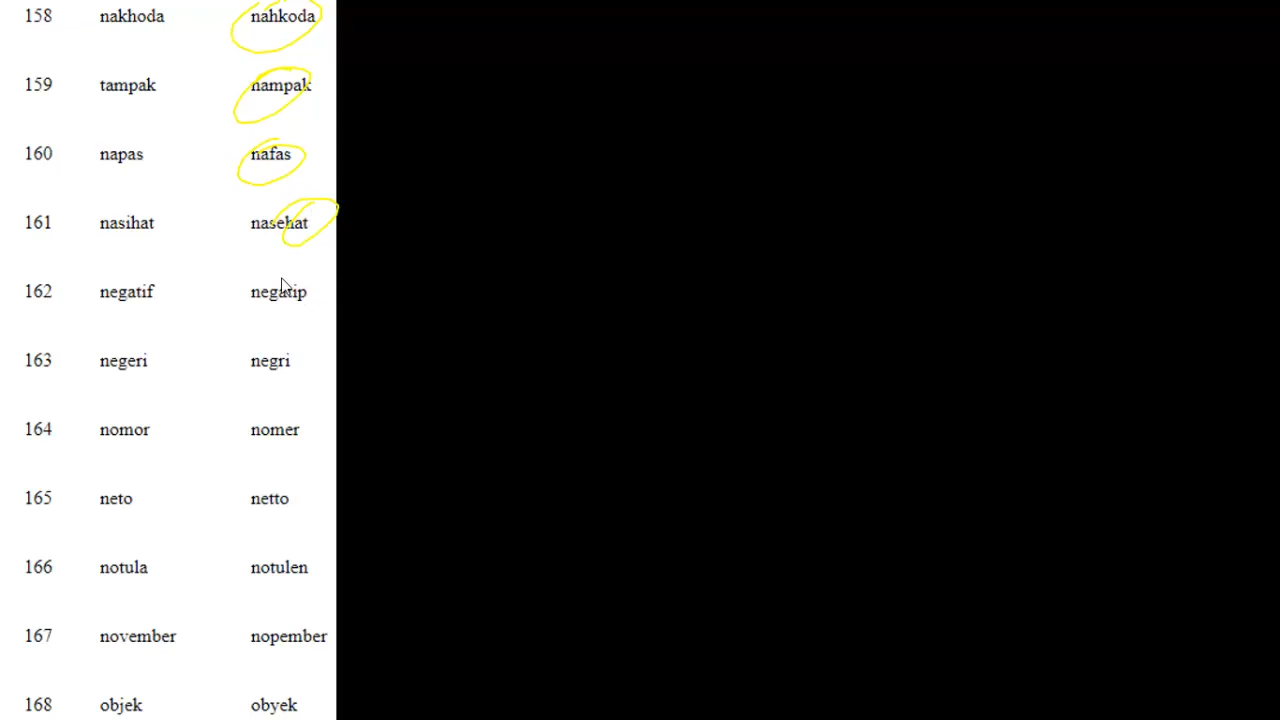 158 nakhoda nahkoda
159 tampak nampak
160 napas nafas
161 nasihat nasehat
162 negatif negatip
163 negeri negri
164 nomor nomer
165 neto netto
166 notula notulen
167 november nopember
168 objek obyek